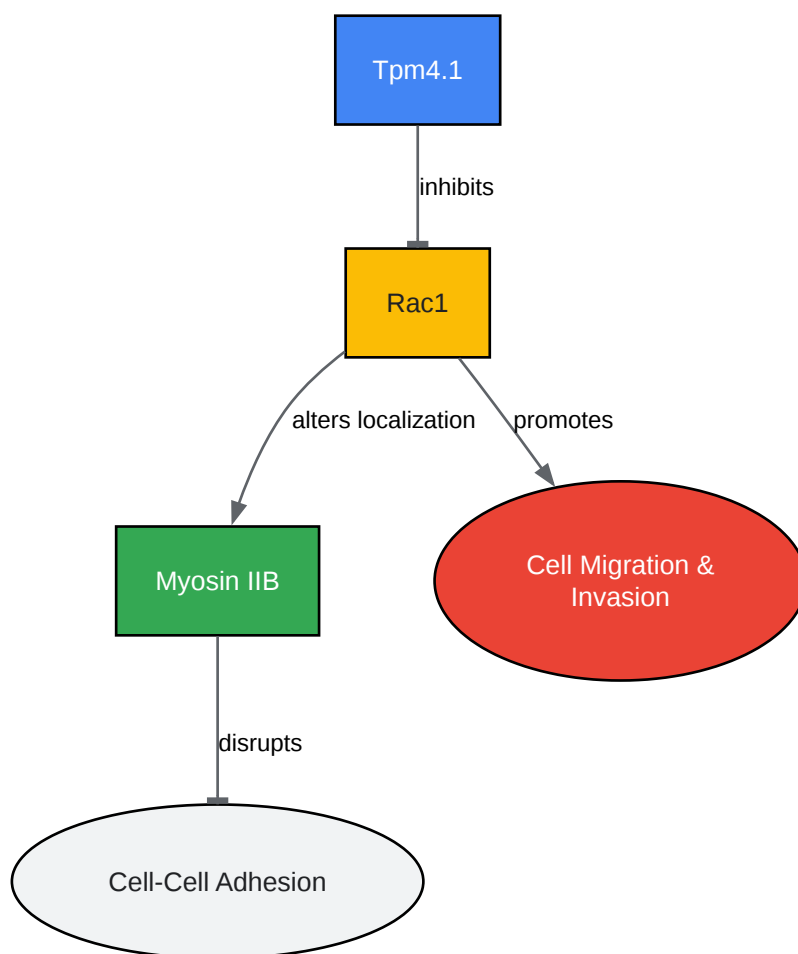 Tpm4.1
inhibits
Rac1
alters localization
promotes
Myosin IIB
Cell Migration &
Invasion
disrupts
Cell-Cell Adhesion